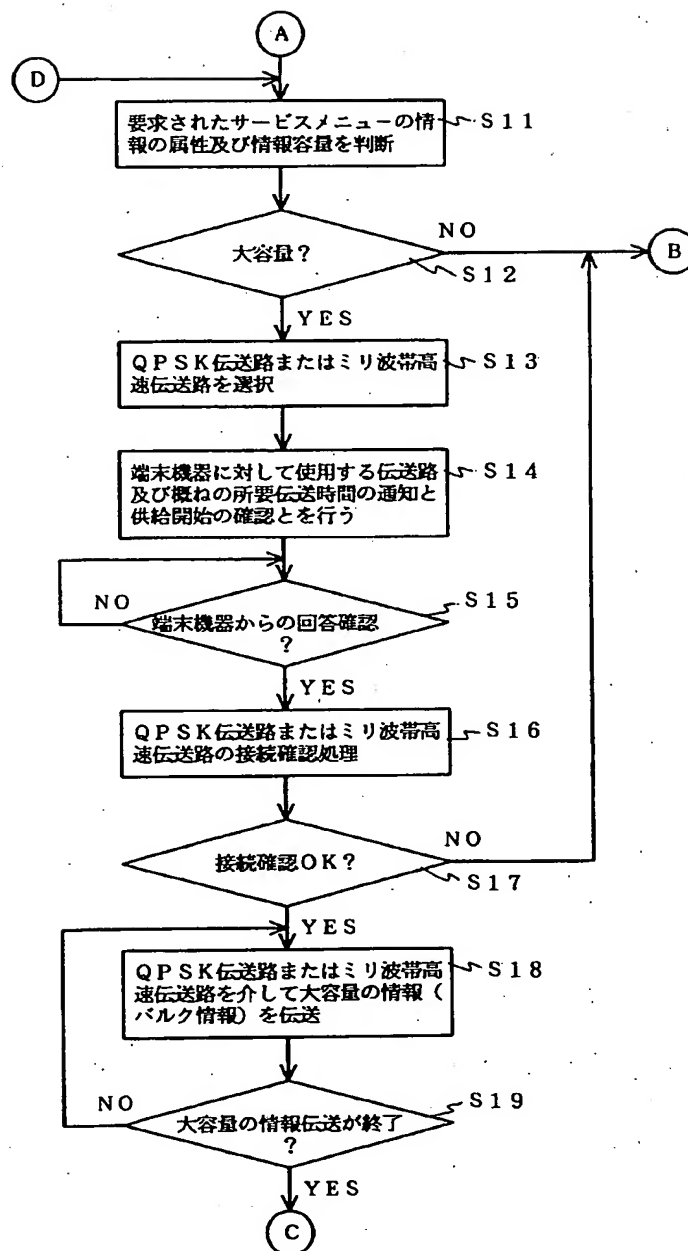 A
D
要求されたサービスメニューの情
報の属性及び情報容量を判断
S11
NO
大容量?
B
S12
YES
QPSK伝送路またはミリ波帯高
速伝送路を選択
S13
端末機器に対して使用する伝送路
及び概ねの所要伝送時間の通知と
供給開始の確認とを行う
S14
NO
端末機器からの回答確認
?
S15
YES
QPSK伝送路またはミリ波帯高
速伝送路の接続確認処理
S16
NO
接続確認OK?
S17
YES
QPSK伝送路またはミリ波帯高
速伝送路を介して大容量の情報(
バルク情報)を伝送
S18
NO
大容量の情報伝送が終了
?
S19
YES
C